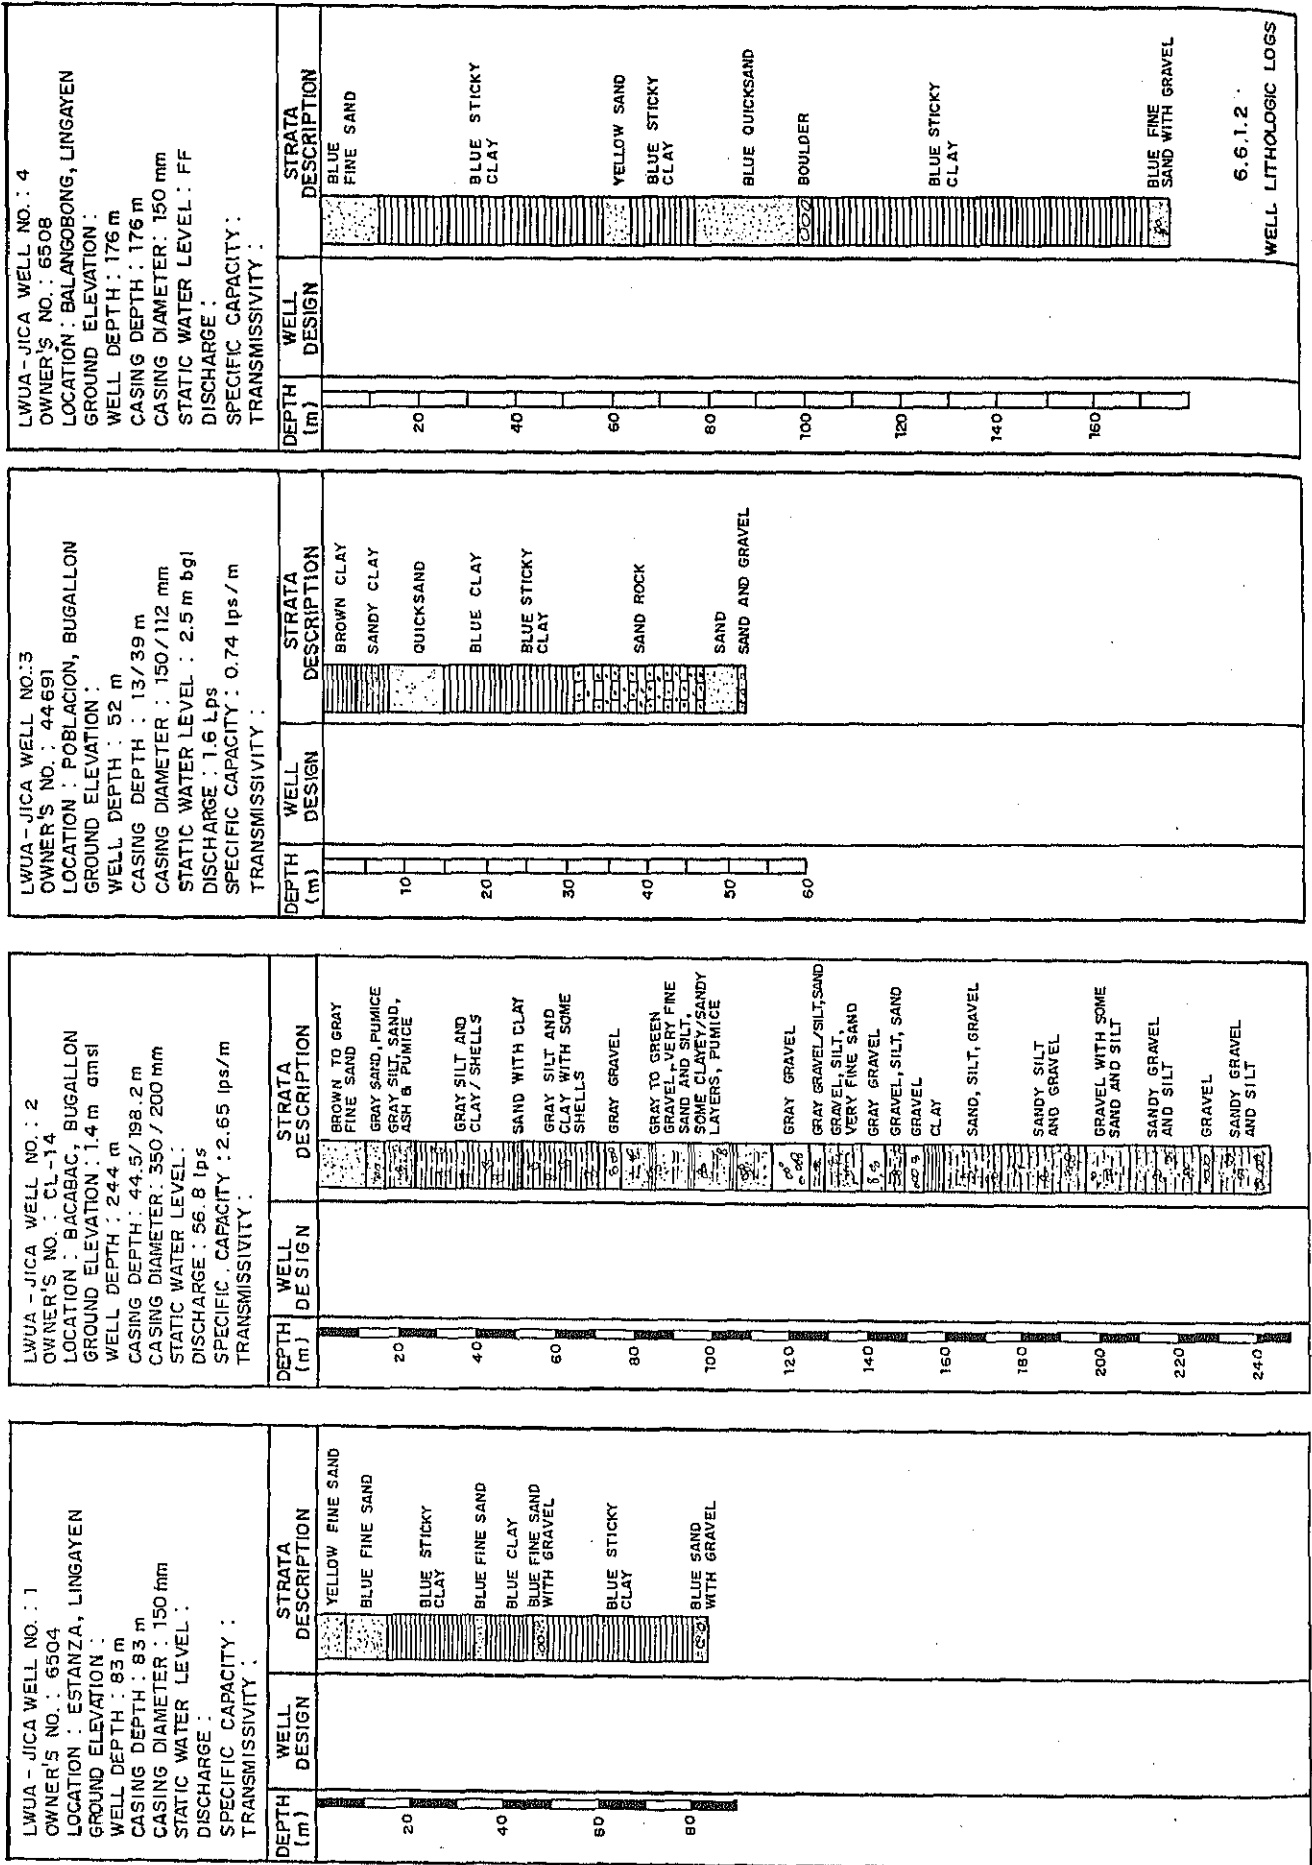 LWUA - JICA WELL NO. : 1
OWNER'S NO. : 6504
LOCATION : ESTANZA, LINGAYEN
GROUND ELEVATION :
WELL DEPTH : 83 m
CASING DEPTH : 83 m
CASING DIAMETER : 150 mm
STATIC WATER LEVEL :
DISCHARGE :
SPECIFIC CAPACITY :
TRANSMISSIVITY :
DEPTH (m)
WELL DESIGN
STRATA DESCRIPTION
20
40
60
80
YELLOW FINE SAND
BLUE FINE SAND
BLUE STICKY
CLAY
BLUE FINE SAND
BLUE CLAY
BLUE FINE SAND
WITH GRAVEL
BLUE STICKY
CLAY
BLUE SAND
WITH GRAVEL
LWUA - JICA WELL NO. : 2
OWNER'S NO. : CL-14
LOCATION : BACABAC, BUGALLON
GROUND ELEVATION : 1.4 m amsl
WELL DEPTH : 244 m
CASING DEPTH : 44.5/198.2 m
CASING DIAMETER : 350/200 mm
STATIC WATER LEVEL :
DISCHARGE : 56.8 lps
SPECIFIC CAPACITY : 2.65 lps/m
TRANSMISSIVITY :
DEPTH (m)
WELL DESIGN
STRATA DESCRIPTION
20
40
60
80
100
120
140
160
180
200
220
240
BROWN TO GRAY
FINE SAND
GRAY SAND, PUMICE
GRAY SILT, SAND,
ASH & PUMICE
GRAY SILT AND
CLAY / SHELLS
SAND WITH CLAY
GRAY SILT AND
CLAY WITH SOME
SHELLS
GRAY GRAVEL
GRAY TO GREEN
GRAVEL, VERY FINE
SAND AND SILT,
SOME CLAYEY/SANDY
LAYERS, PUMICE
GRAY GRAVEL
GRAY GRAVEL/SILT,SAND
GRAVEL, SILT,
VERY FINE SAND
GRAY GRAVEL
GRAVEL, SILT, SAND
GRAVEL
CLAY
SAND, SILT, GRAVEL
SANDY SILT
AND GRAVEL
GRAVEL WITH SOME
SAND AND SILT
SANDY GRAVEL
AND SILT
GRAVEL
SANDY GRAVEL
AND SILT
LWUA - JICA WELL NO. : 3
OWNER'S NO. : 44691
LOCATION : POBLACION, BUGALLON
GROUND ELEVATION :
WELL DEPTH : 52 m
CASING DEPTH : 13/39 m
CASING DIAMETER : 150/112 mm
STATIC WATER LEVEL : 2.5 m bgl
DISCHARGE : 1.6 Lps
SPECIFIC CAPACITY : 0.74 lps/m
TRANSMISSIVITY :
DEPTH (m)
WELL DESIGN
STRATA DESCRIPTION
10
20
30
40
50
60
BROWN CLAY
SANDY CLAY
QUICKSAND
BLUE CLAY
BLUE STICKY
CLAY
SAND ROCK
SAND
SAND AND GRAVEL
LWUA - JICA WELL NO. : 4
OWNER'S NO. : 6508
LOCATION : BALANGOBONG, LINGAYEN
GROUND ELEVATION :
WELL DEPTH : 176 m
CASING DEPTH : 176 m
CASING DIAMETER : 150 mm
STATIC WATER LEVEL : FF
DISCHARGE :
SPECIFIC CAPACITY :
TRANSMISSIVITY :
DEPTH (m)
WELL DESIGN
STRATA DESCRIPTION
20
40
60
80
100
120
140
160
BLUE
FINE SAND
BLUE STICKY
CLAY
YELLOW SAND
BLUE STICKY
CLAY
BLUE QUICKSAND
BOULDER
BLUE STICKY
CLAY
BLUE FINE
SAND WITH GRAVEL
6.6.1.2
WELL LITHOLOGIC LOGS